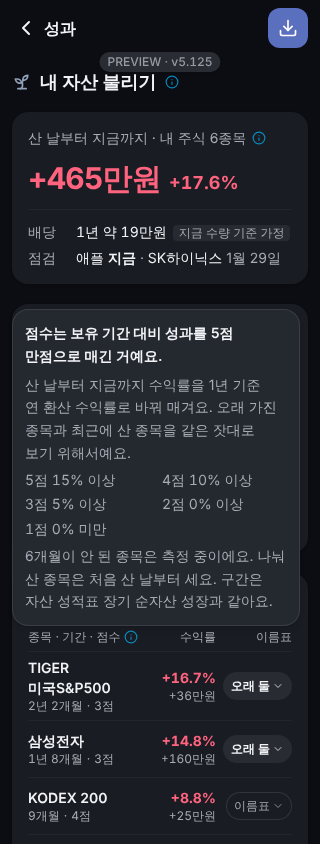 성과
PREVIEW · v5.125
내 자산 불리기
산 날부터 지금까지 · 내 주식 6종목
+465만원 +17.6%
배당 1년 약 19만원 지금 수량 기준 가정
점검 애플 지금 · SK하이닉스 1월 29일
점수는 보유 기간 대비 성과를 5점
만점으로 매긴 거예요.
산 날부터 지금까지 수익률을 1년 기준
연 환산 수익률로 바꿔 매겨요. 오래 가진
종목과 최근에 산 종목을 같은 잣대로
보기 위해서예요.
5점 15% 이상 4점 10% 이상
3점 5% 이상 2점 0% 이상
1점 0% 미만
6개월이 안 된 종목은 측정 중이에요. 나눠
산 종목은 처음 산 날부터 세요. 구간은
자산 성적표 장기 순자산 성장과 같아요.
종목 · 기간 · 점수 수익률 이름표
TIGER
미국S&P500
2년 2개월 · 3점
+16.7%
+36만원
오래 둘
삼성전자
1년 8개월 · 3점
+14.8%
+160만원
오래 둘
KODEX 200
9개월 · 4점
+8.8%
+25만원
이름표